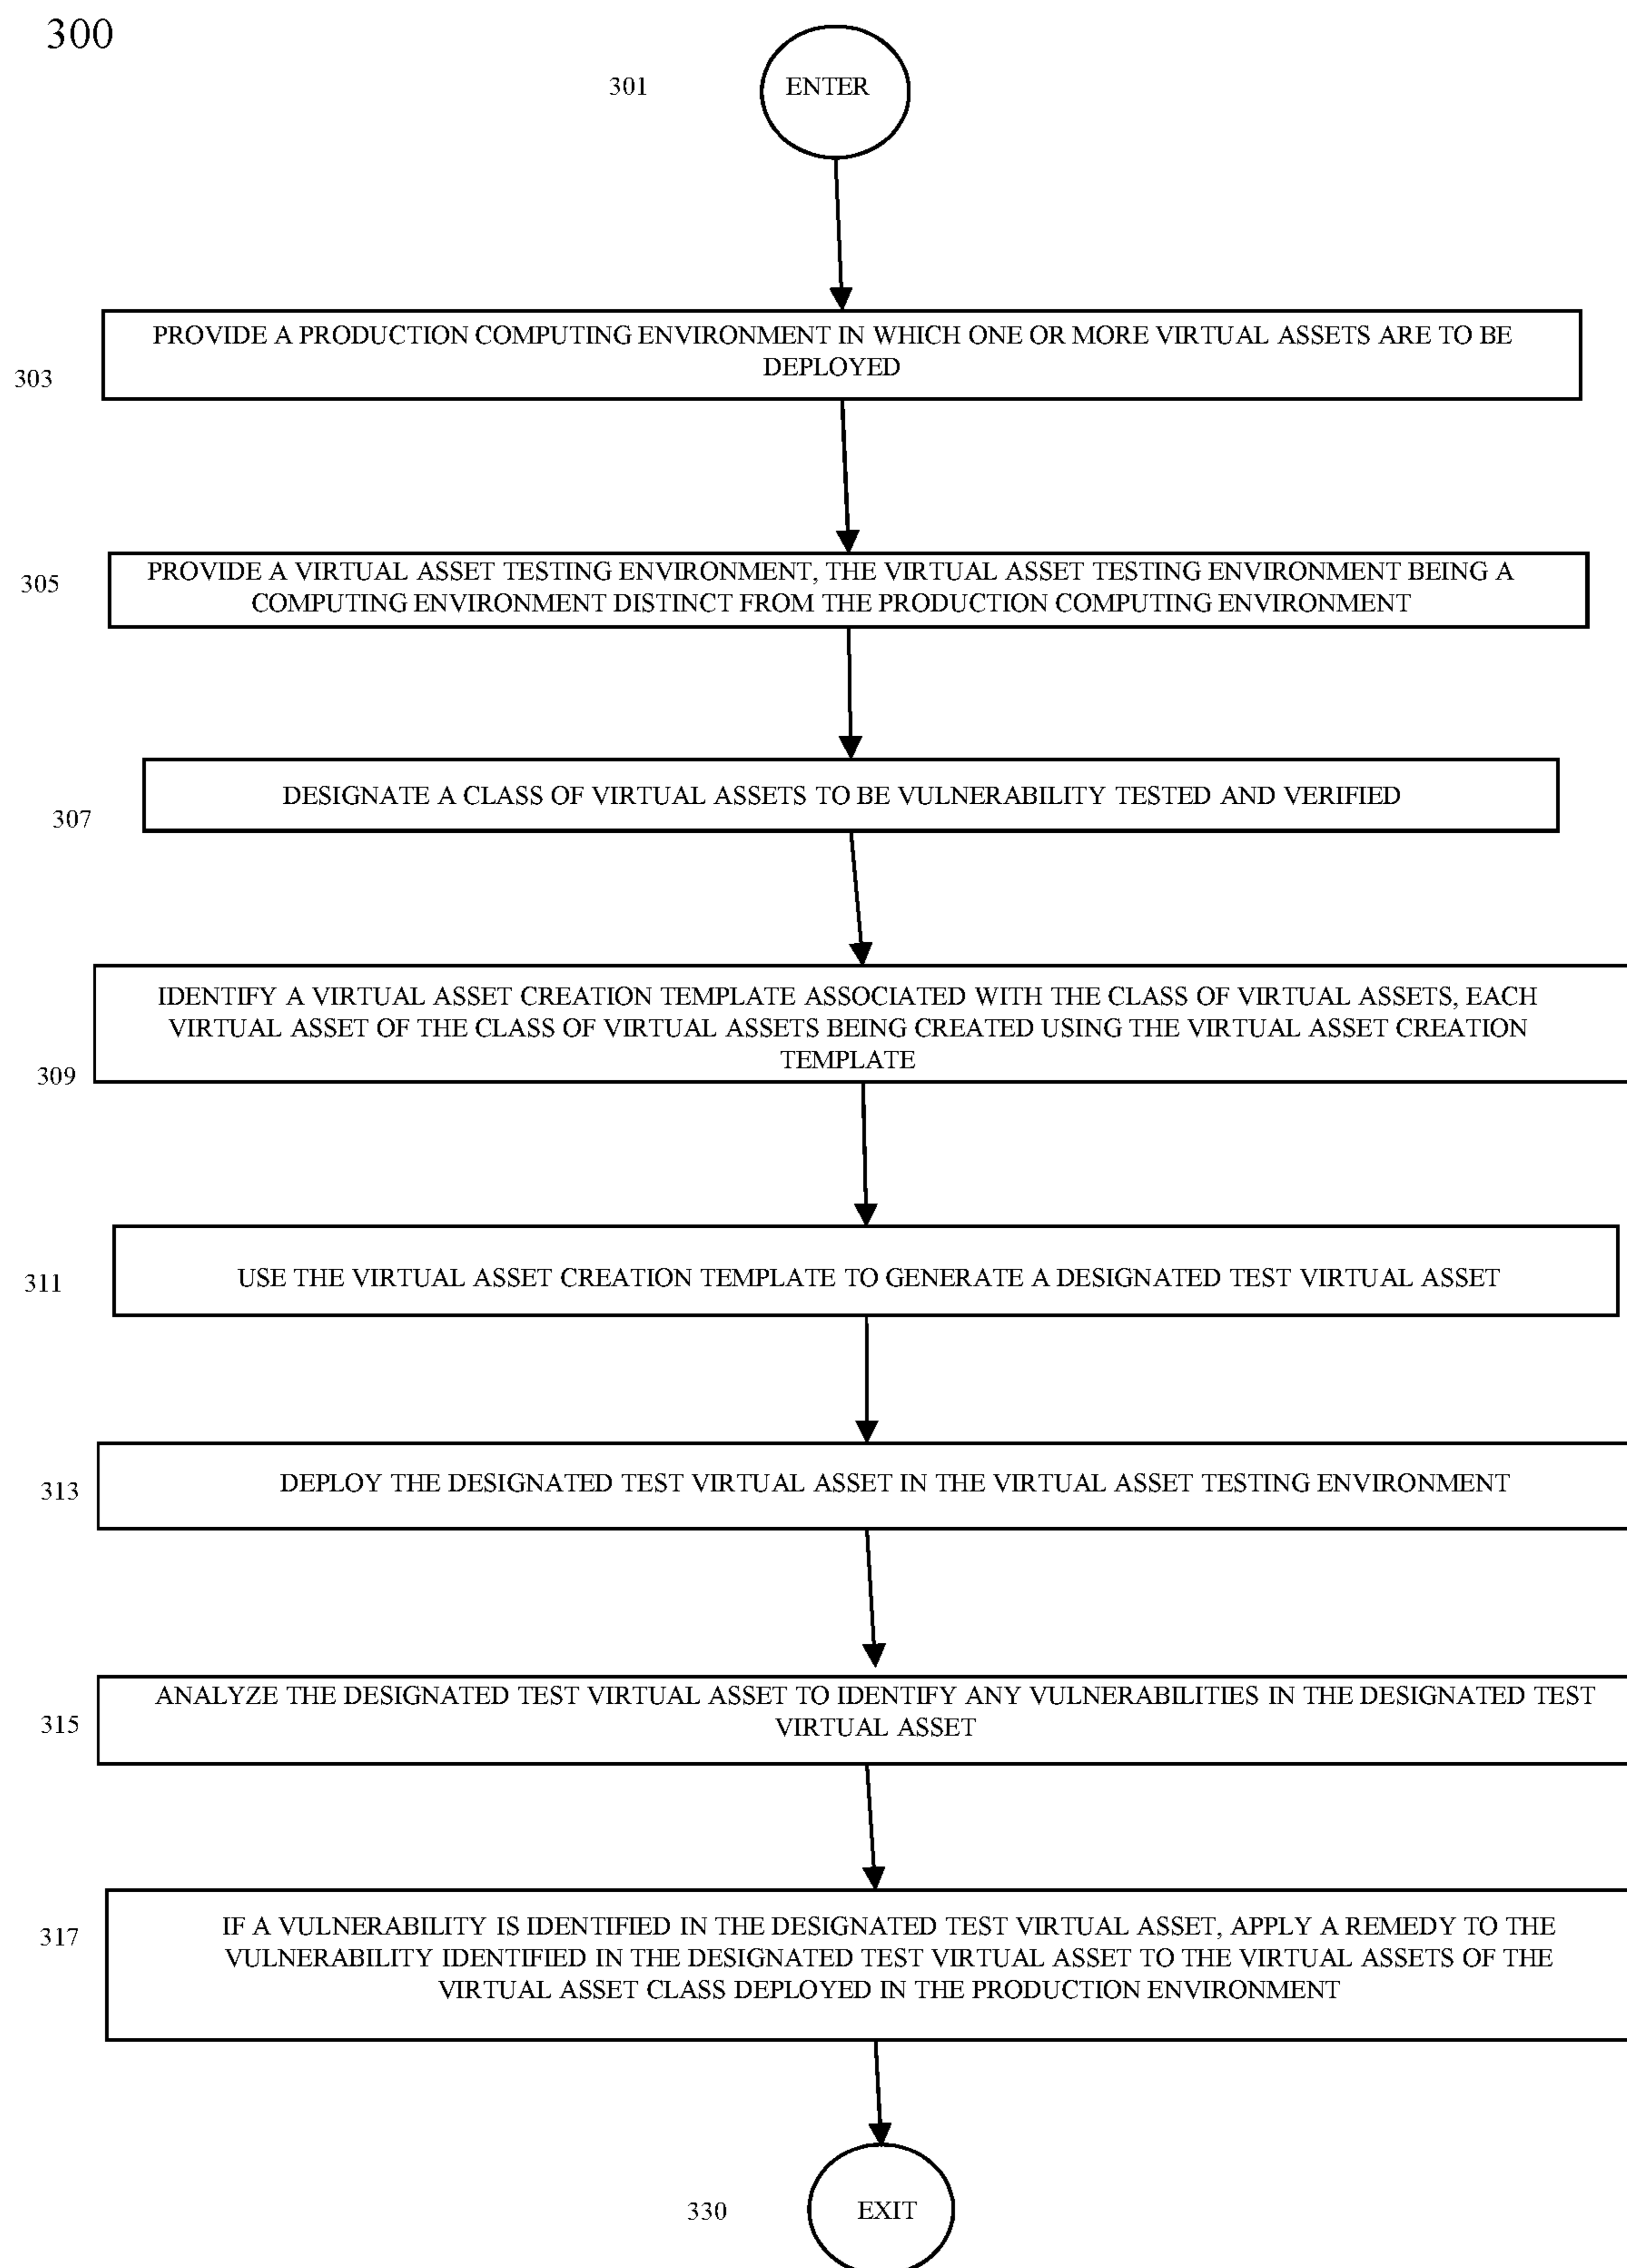 300
301
ENTER
PROVIDE A PRODUCTION COMPUTING ENVIRONMENT IN WHICH ONE OR MORE VIRTUAL ASSETS ARE TO BE
DEPLOYED
303
305
PROVIDE A VIRTUAL ASSET TESTING ENVIRONMENT, THE VIRTUAL ASSET TESTING ENVIRONMENT BEING A
COMPUTING ENVIRONMENT DISTINCT FROM THE PRODUCTION COMPUTING ENVIRONMENT
DESIGNATE A CLASS OF VIRTUAL ASSETS TO BE VULNERABILITY TESTED AND VERIFIED
307
IDENTIFY A VIRTUAL ASSET CREATION TEMPLATE ASSOCIATED WITH THE CLASS OF VIRTUAL ASSETS, EACH
VIRTUAL ASSET OF THE CLASS OF VIRTUAL ASSETS BEING CREATED USING THE VIRTUAL ASSET CREATION
TEMPLATE
309
311
USE THE VIRTUAL ASSET CREATION TEMPLATE TO GENERATE A DESIGNATED TEST VIRTUAL ASSET
313
DEPLOY THE DESIGNATED TEST VIRTUAL ASSET IN THE VIRTUAL ASSET TESTING ENVIRONMENT
ANALYZE THE DESIGNATED TEST VIRTUAL ASSET TO IDENTIFY ANY VULNERABILITIES IN THE DESIGNATED TEST
VIRTUAL ASSET
315
317
IF A VULNERABILITY IS IDENTIFIED IN THE DESIGNATED TEST VIRTUAL ASSET, APPLY A REMEDY TO THE
VULNERABILITY IDENTIFIED IN THE DESIGNATED TEST VIRTUAL ASSET TO THE VIRTUAL ASSETS OF THE
VIRTUAL ASSET CLASS DEPLOYED IN THE PRODUCTION ENVIRONMENT
330
EXIT